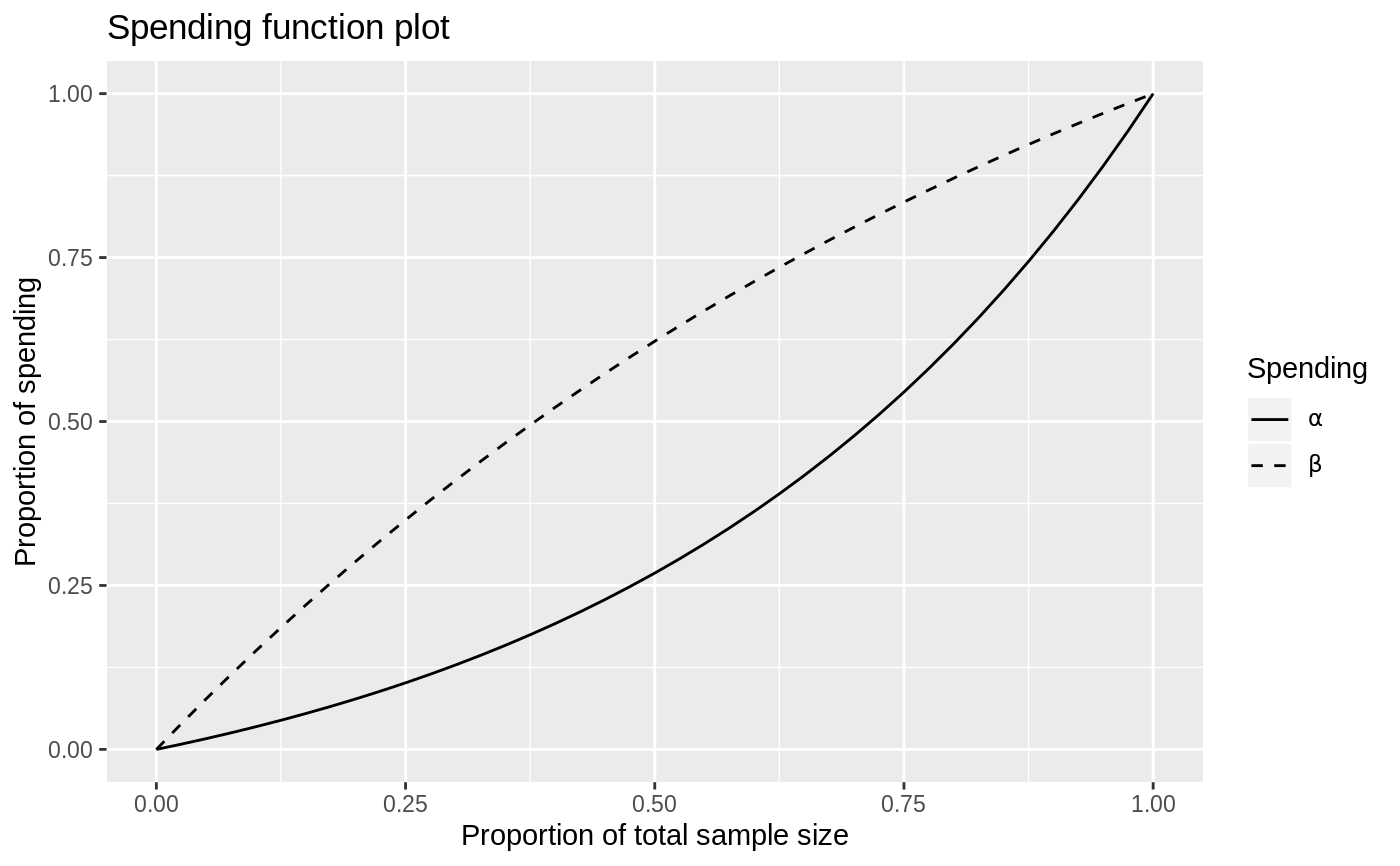 Spending function plot
1.00
0.75
0.50
0.25
0.00
Proportion of spending
0.00 0.25 0.50 0.75 1.00
Proportion of total sample size
Spending
α
β